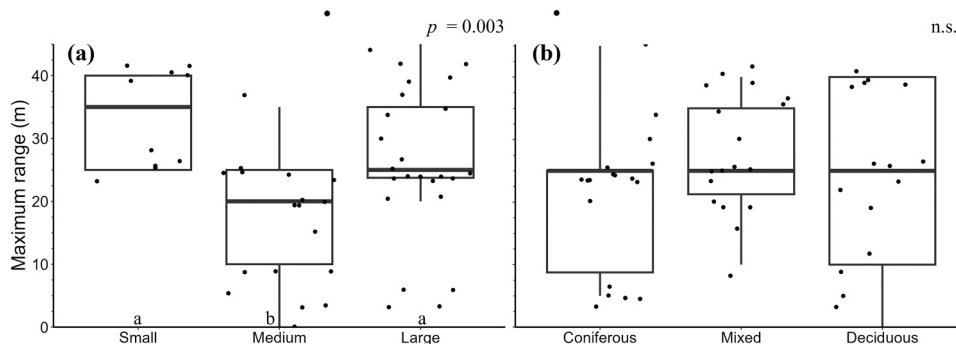 (a)
p = 0.003
(b)
n.s.
Maximum range (m)
40
30
20
10
0
a
b
a
Small
Medium
Large
Coniferous
Mixed
Deciduous